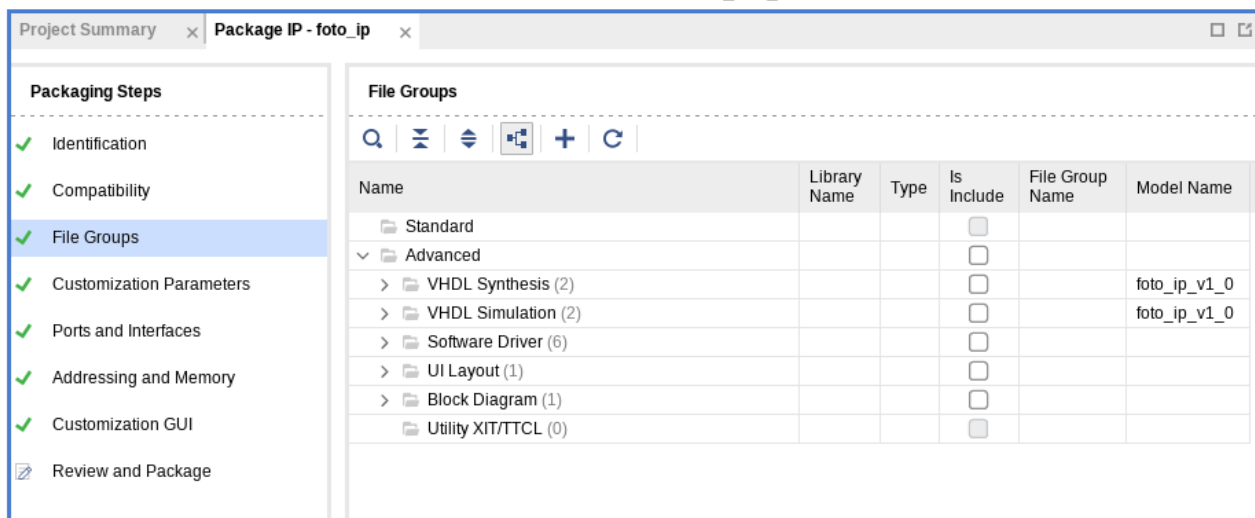 Project Summary
Package IP - foto_ip
Packaging Steps
Identification
Compatibility
File Groups
Customization Parameters
Ports and Interfaces
Addressing and Memory
Customization GUI
Review and Package
File Groups
Name Library Name Type Is Include File Group Name Model Name
Standard
Advanced
VHDL Synthesis (2) foto_ip_v1_0
VHDL Simulation (2) foto_ip_v1_0
Software Driver (6)
UI Layout (1)
Block Diagram (1)
Utility XIT/TTCL (0)